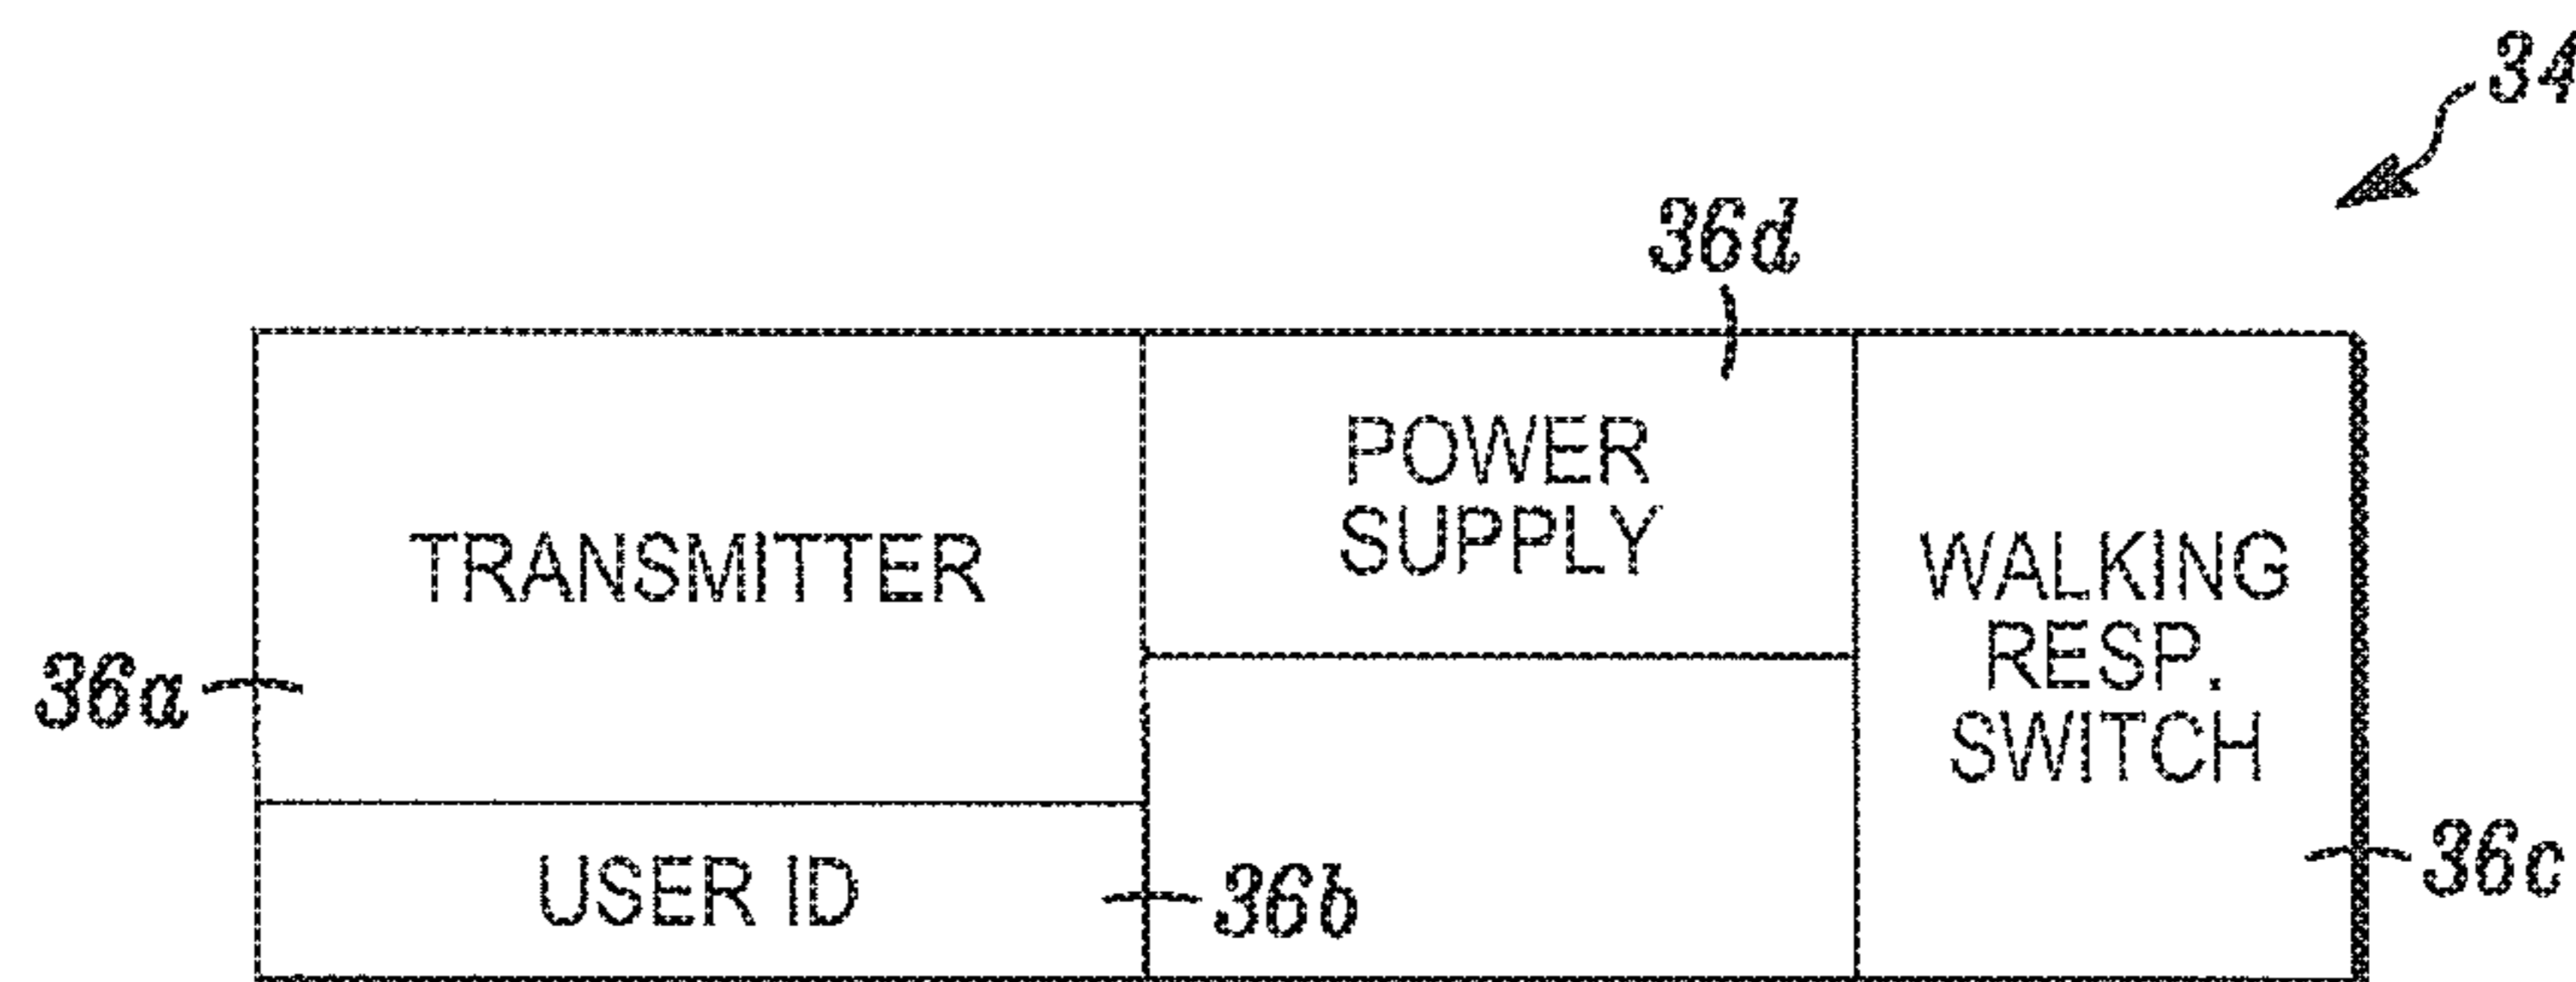 34
36d
POWER
SUPPLY
TRANSMITTER
WALKING
RESP.
SWITCH
36a
USER ID
36b
36c